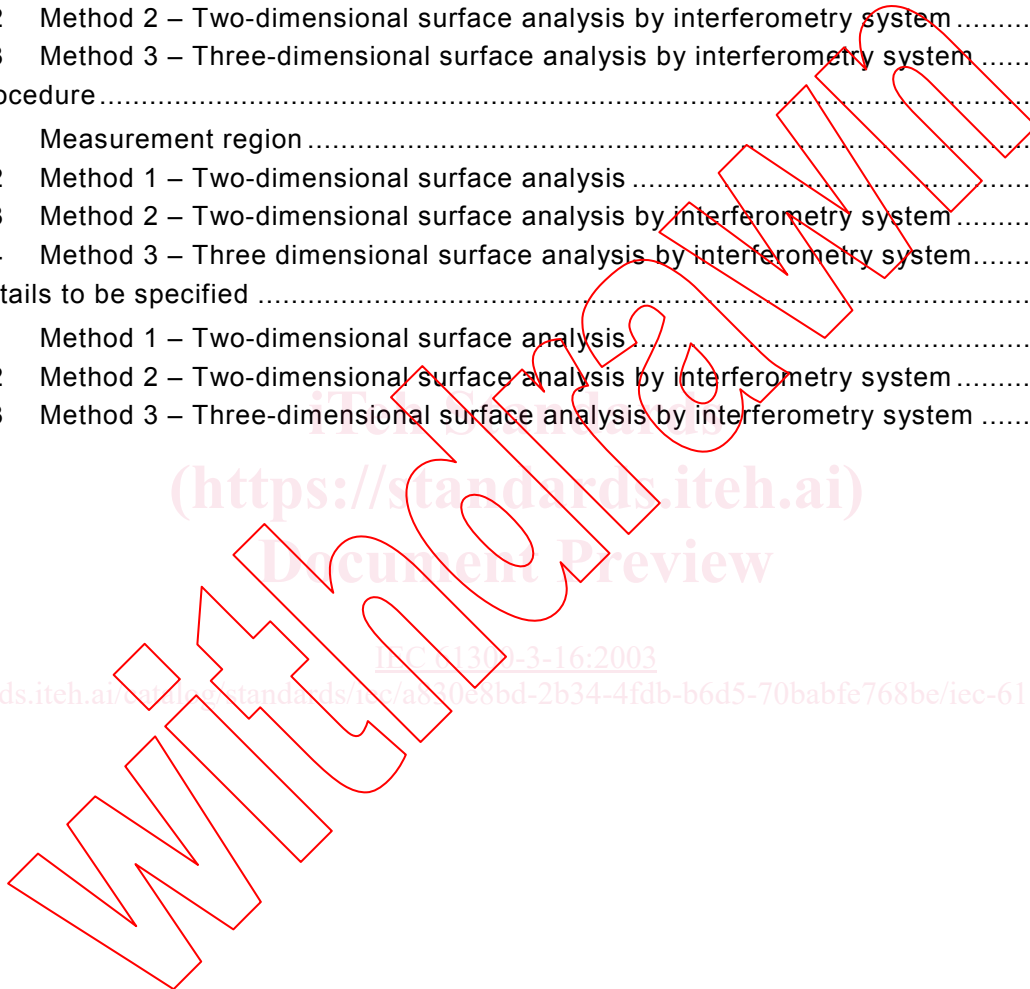 2 Method 2 – Two-dimensional surface analysis by interferometry system ..........
3 Method 3 – Three-dimensional surface analysis by interferometry system .......
ocedure ..........................................................................................
Measurement region ..........................................................................................
2 Method 1 – Two-dimensional surface analysis ..................................................
3 Method 2 – Two-dimensional surface analysis by interferometry system ..........
Method 3 – Three dimensional surface analysis by interferometry system........
tails to be specified ..........................................................................................
Method 1 – Two-dimensional surface analysis ..................................................
2 Method 2 – Two-dimensional surface analysis by interferometry system ..........
3 Method 3 – Three-dimensional surface analysis by interferometry system .......
iTeh Standards
(https://standards.iteh.ai)
Document Preview
IEC 61300-3-16:2003
ds.iteh.ai/catalog/standards/iec/a830e8bd-2b34-4fdb-b6d5-70babfe768be/iec-61
withdrawn